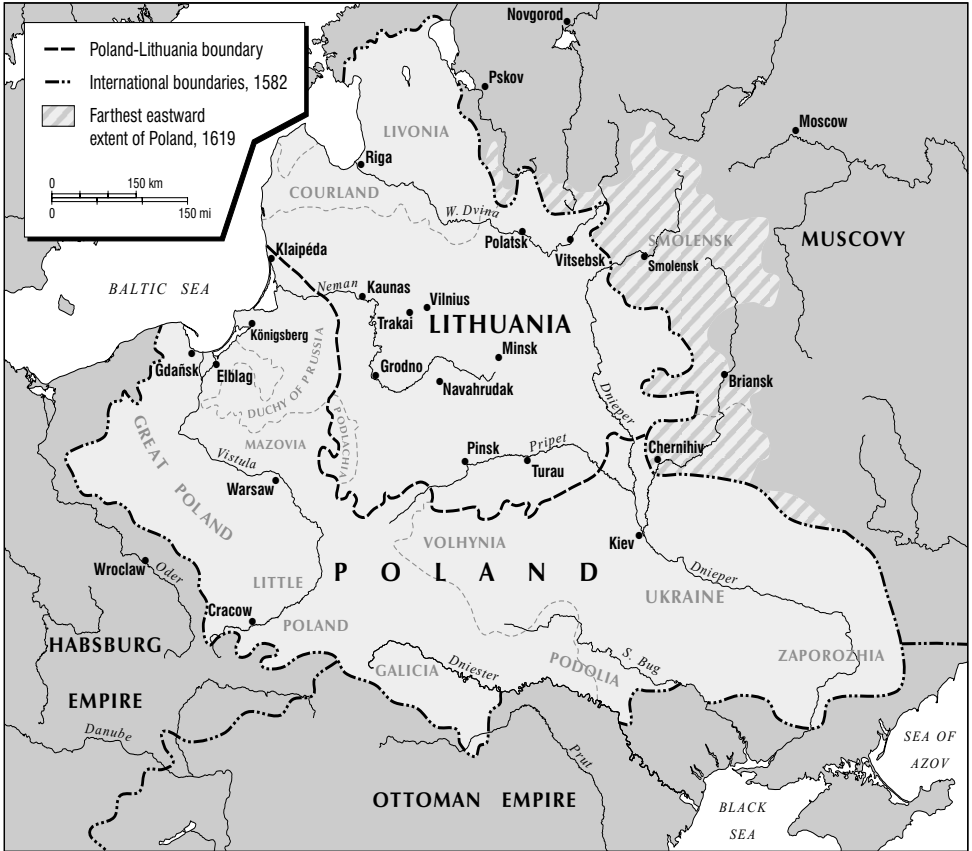 Poland-Lithuania boundary
International boundaries, 1582
Farthest eastward
extent of Poland, 1619
0 150 km
0 150 mi
Novgorod
Pskov
Moscow
LIVONIA
Riga
COURLAND
W. Dvina
Polatsk
Vitsebsk
SMOLENSK
Smolensk
MUSCOVY
Klaipéda
BALTIC SEA
Neman
Kaunas
Vilnius
Trakai
LITHUANIA
Königsberg
Minsk
Gdańsk
Elblag
Grodno
Navahrudak
Briansk
DUCHY OF PRUSSIA
Dnieper
PODLACHIA
GREAT
POLAND
MAZOVIA
Vistula
Warsaw
Pinsk
Pripet
Turau
Chernihiv
VOLHYNIA
Kiev
Wroclaw
Oder
POLAND
LITTLE
POLAND
Dnieper
UKRAINE
Cracow
HABSBURG
EMPIRE
GALICIA
Dniester
PODOLIA
S. Bug
ZAPOROZHIA
Danube
Prut
SEA OF
AZOV
OTTOMAN EMPIRE
BLACK
SEA